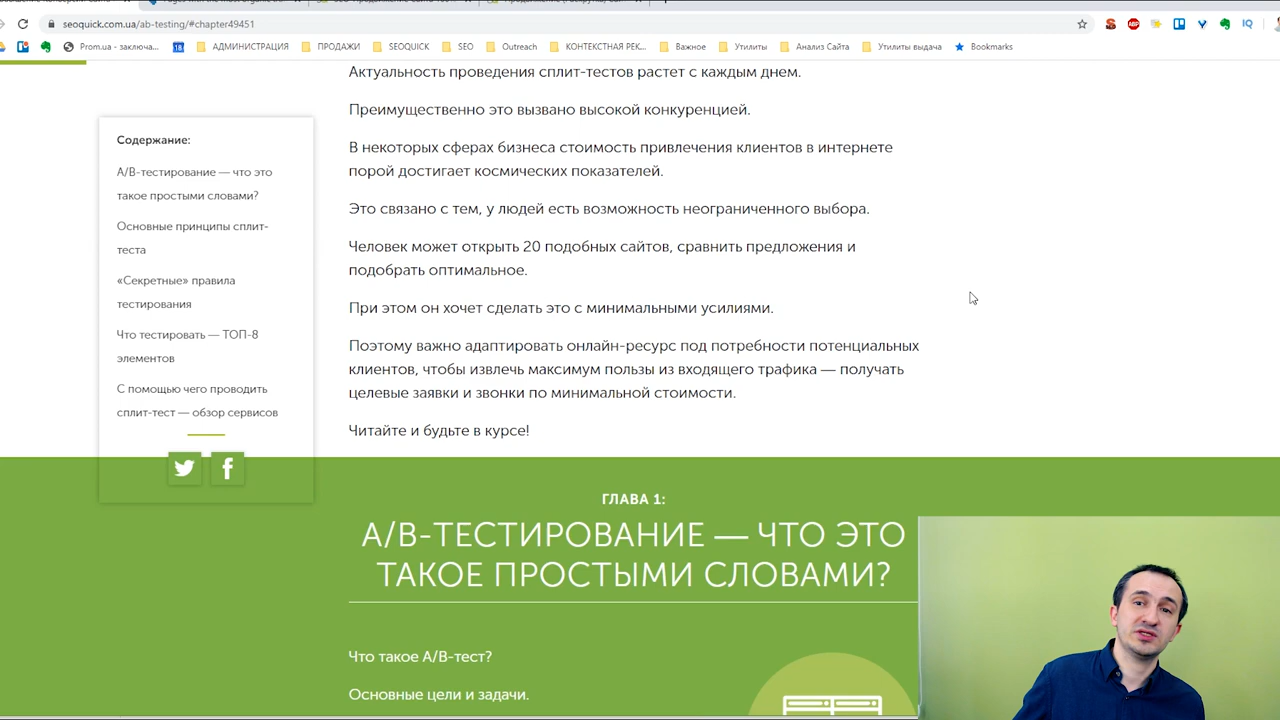 seoquick.com.ua/ab-testing/#chapter49451
Prom.ua - заключа...
18
АДМИНИСТРАЦИЯ
ПРОДАЖИ
SEOQUICK
SEO
Outreach
КОНТЕКСТНАЯ РЕК...
Важное
Утилиты
Анализ Сайта
Утилиты выдача
Bookmarks
Актуальность проведения сплит-тестов растет с каждым днем.
Преимущественно это вызвано высокой конкуренцией.
В некоторых сферах бизнеса стоимость привлечения клиентов в интернете
порой достигает космических показателей.
Это связано с тем, у людей есть возможность неограниченного выбора.
Человек может открыть 20 подобных сайтов, сравнить предложения и
подобрать оптимальное.
При этом он хочет сделать это с минимальными усилиями.
Поэтому важно адаптировать онлайн-ресурс под потребности потенциальных
клиентов, чтобы извлечь максимум пользы из входящего трафика — получать
целевые заявки и звонки по минимальной стоимости.
Читайте и будьте в курсе!
Содержание:
A/B-тестирование — что это
такое простыми словами?
Основные принципы сплит-
теста
«Секретные» правила
тестирования
Что тестировать — ТОП-8
элементов
С помощью чего проводить
сплит-тест — обзор сервисов
ГЛАВА 1:
A/B-ТЕСТИРОВАНИЕ — ЧТО ЭТО
ТАКОЕ ПРОСТЫМИ СЛОВАМИ?
Что такое A/B-тест?
Основные цели и задачи.